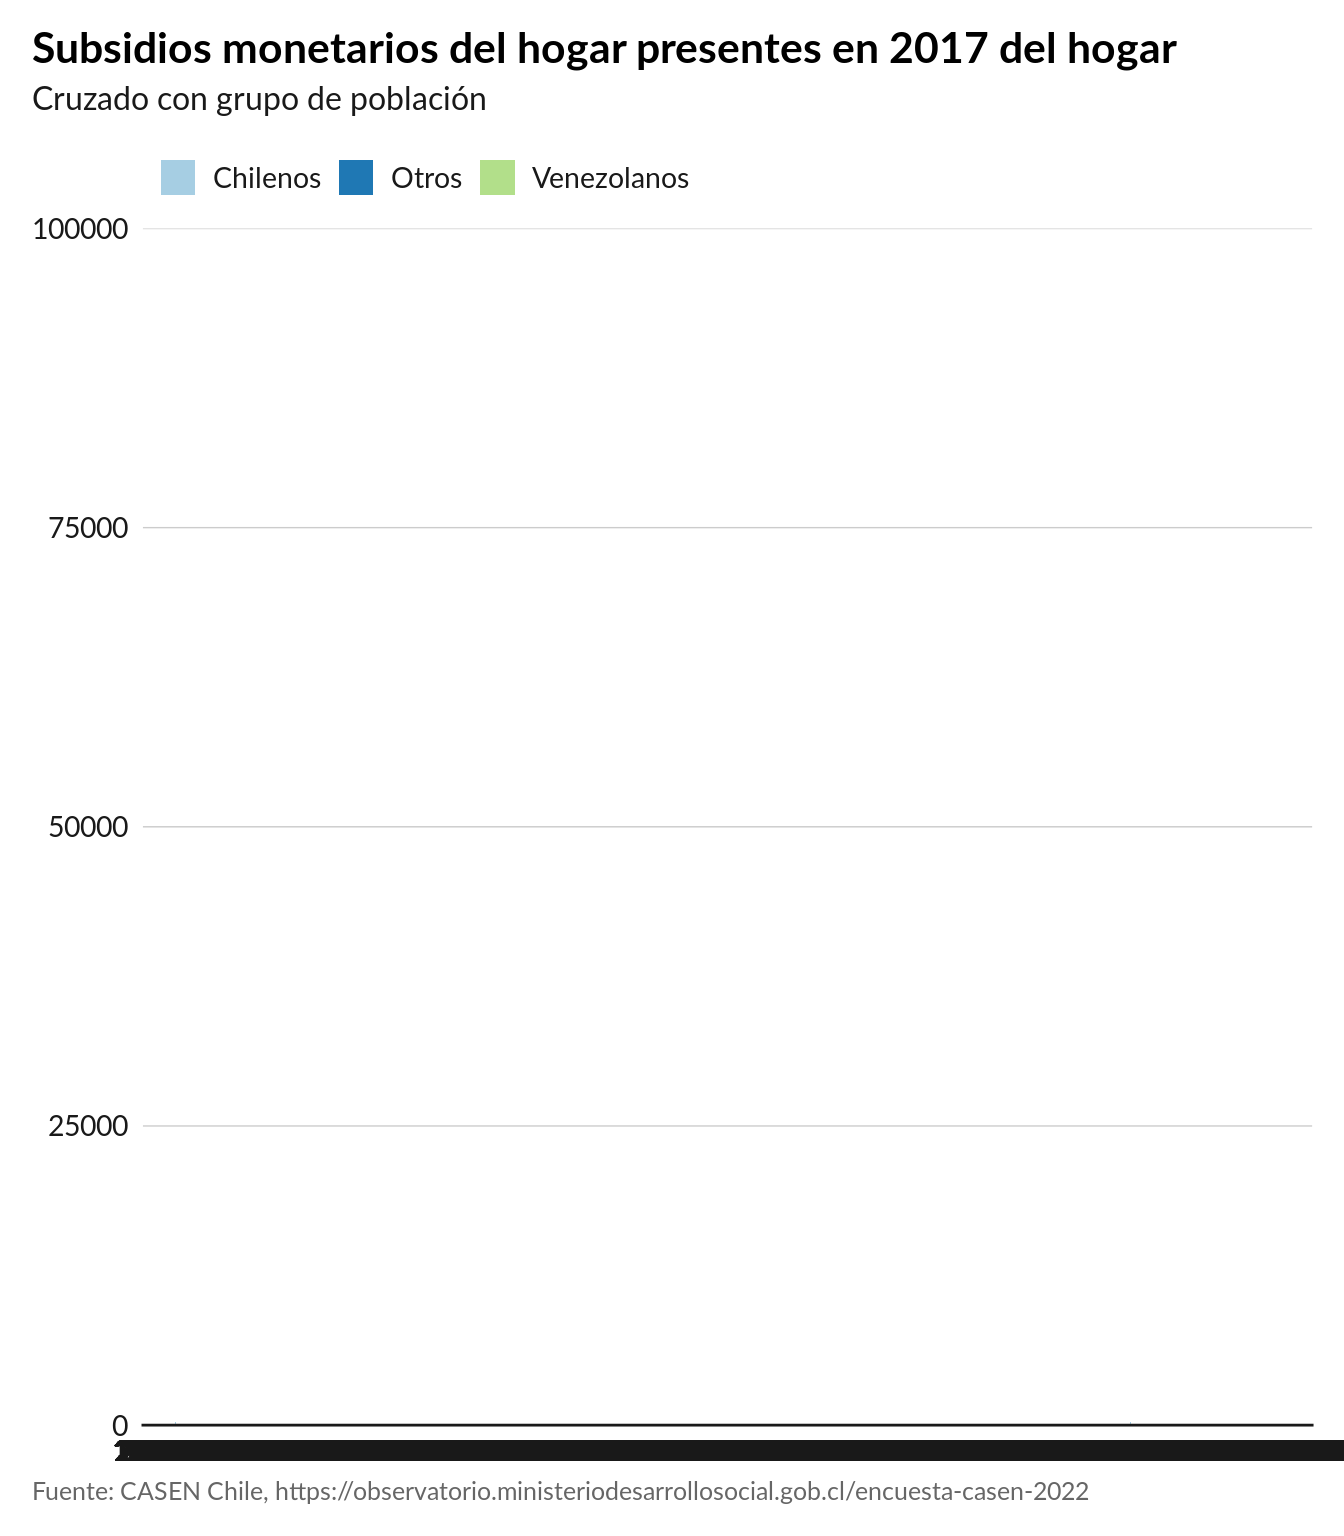 Subsidios monetarios del hogar presentes en 2017 del hogar
Cruzado con grupo de población
Chilenos Otros Venezolanos
100000
75000
50000
25000
0
Fuente: CASEN Chile, https://observatorio.ministeriodesarrollosocial.gob.cl/encuesta-casen-2022